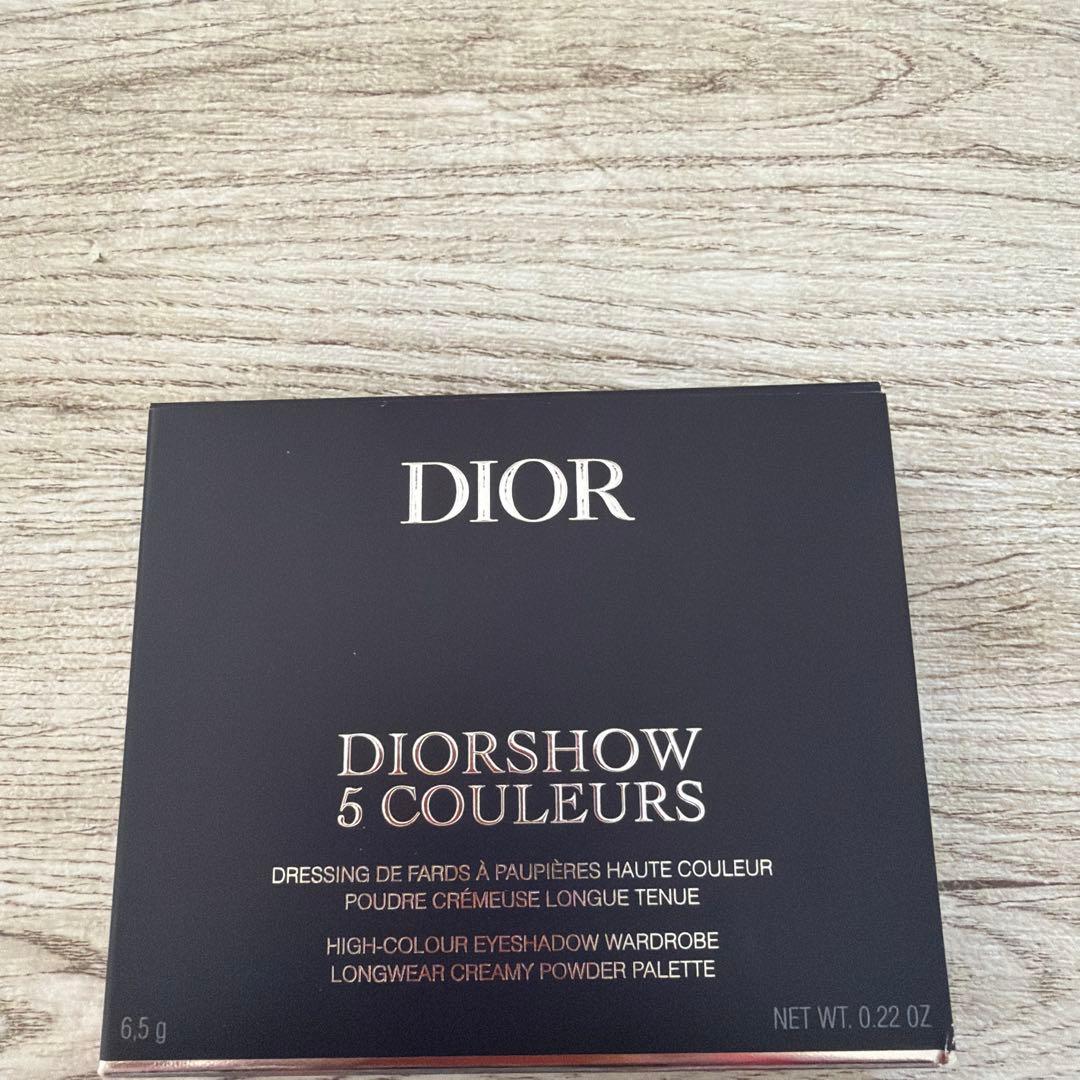 DIOR
DIORSHOW
5 COULEURS
DRESSING DE FARDS À PAUPIÈRES HAUTE COULEUR
POUDRE CRÉMEUSE LONGUE TENUE
HIGH-COLOUR EYESHADOW WARDROBE
LONGWEAR CREAMY POWDER PALETTE
6,5 g
NET WT. 0.22 OZ